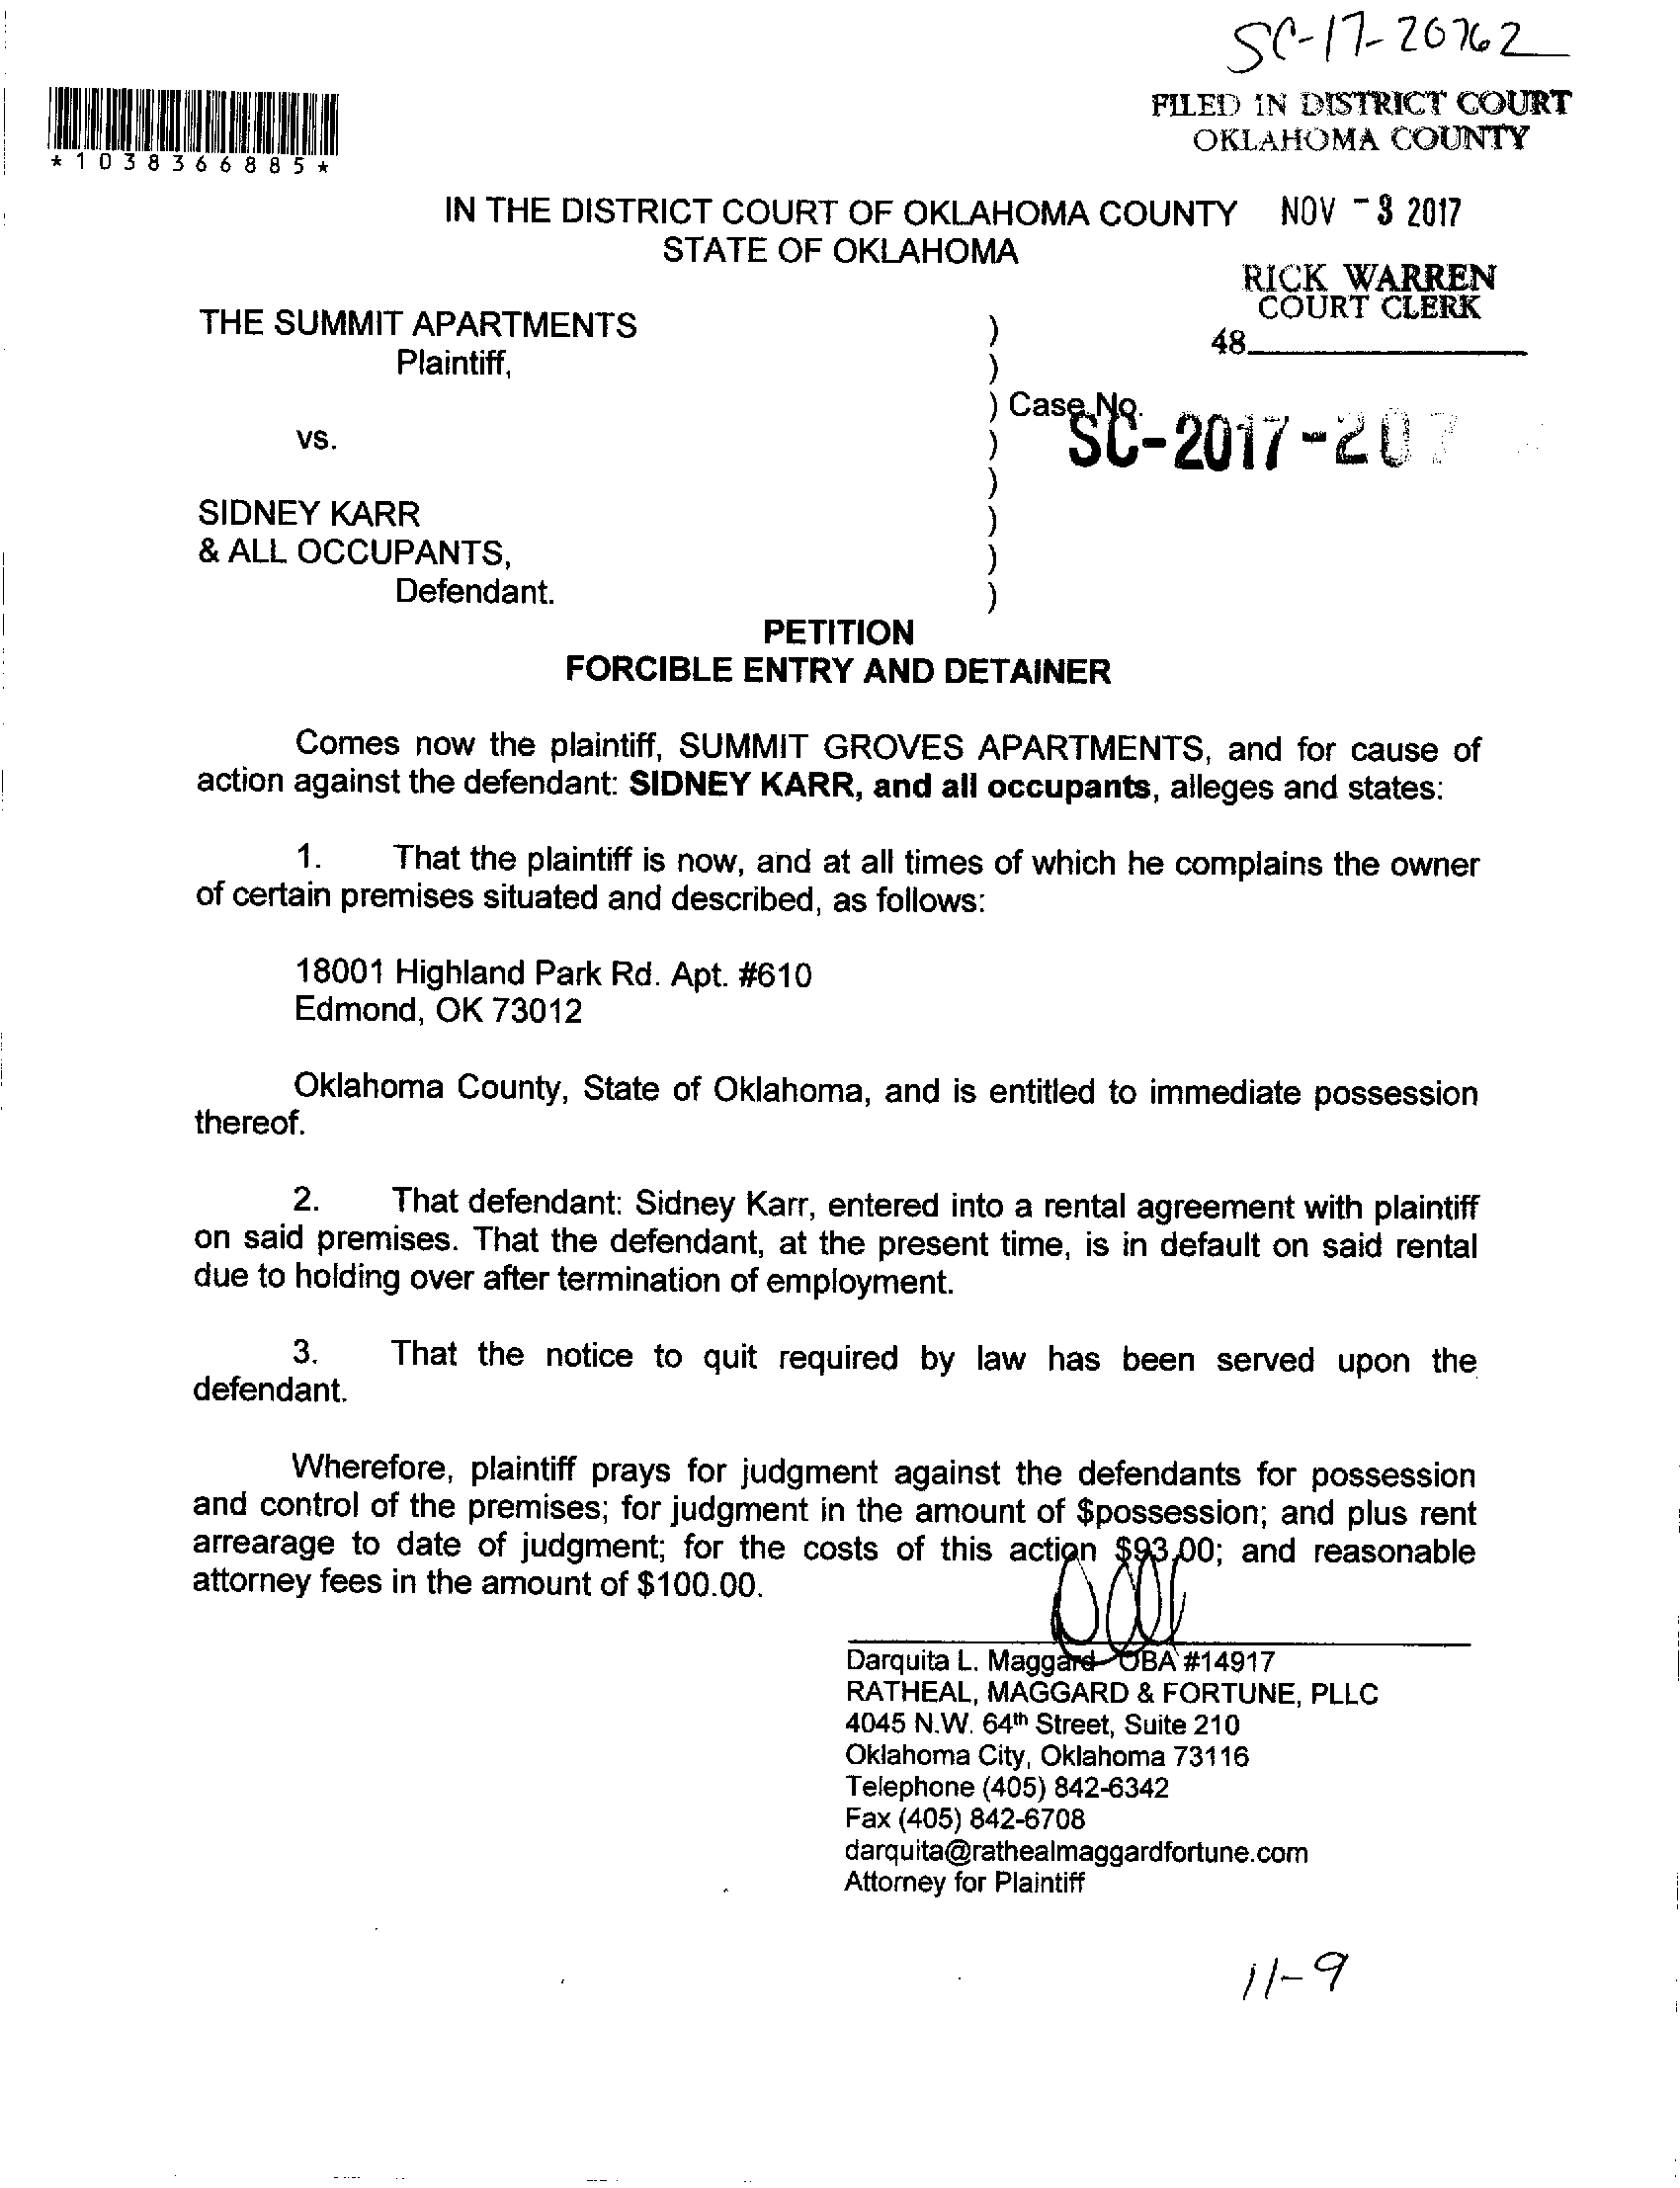 SC-17-20762
FILED IN DISTRICT COURT
OKLAHOMA COUNTY
*1038366885*
IN THE DISTRICT COURT OF OKLAHOMA COUNTY NOV -3 2017
STATE OF OKLAHOMA
RICK WARREN
COURT CLERK
48
THE SUMMIT APARTMENTS )
Plaintiff, )
) Case No.
vs. ) SC-2017-207
)
SIDNEY KARR )
& ALL OCCUPANTS, )
Defendant. )
PETITION
FORCIBLE ENTRY AND DETAINER
Comes now the plaintiff, SUMMIT GROVES APARTMENTS, and for cause of
action against the defendant: SIDNEY KARR, and all occupants, alleges and states:
1. That the plaintiff is now, and at all times of which he complains the owner
of certain premises situated and described, as follows:
18001 Highland Park Rd. Apt. #610
Edmond, OK 73012
Oklahoma County, State of Oklahoma, and is entitled to immediate possession
thereof.
2. That defendant: Sidney Karr, entered into a rental agreement with plaintiff
on said premises. That the defendant, at the present time, is in default on said rental
due to holding over after termination of employment.
3. That the notice to quit required by law has been served upon the
defendant.
Wherefore, plaintiff prays for judgment against the defendants for possession
and control of the premises; for judgment in the amount of $possession; and plus rent
arrearage to date of judgment; for the costs of this action $93.00; and reasonable
attorney fees in the amount of $100.00.
Darquita L. Maggard OBA #14917
RATHEAL, MAGGARD & FORTUNE, PLLC
4045 N.W. 64th Street, Suite 210
Oklahoma City, Oklahoma 73116
Telephone (405) 842-6342
Fax (405) 842-6708
darquita@rathealmaggardfortune.com
Attorney for Plaintiff
11-9